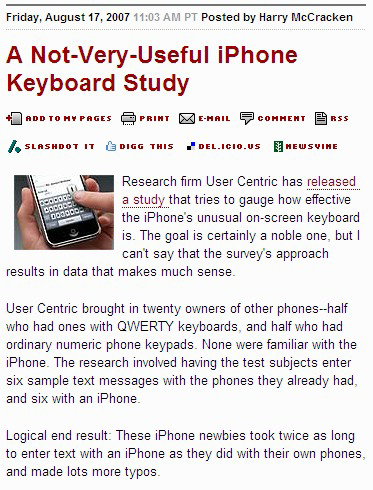 Friday, August 17, 2007 11:03 AM PT Posted by Harry McCracken
A Not-Very-Useful iPhone
Keyboard Study
ADD TO MY PAGES PRINT E-MAIL COMMENT RSS
SLASHDOT IT DIGG THIS DEL.ICIO.US NEWSVINE
Research firm User Centric has released
a study that tries to gauge how effective
the iPhone's unusual on-screen keyboard
is. The goal is certainly a noble one, but I
can't say that the survey's approach
results in data that makes much sense.
User Centric brought in twenty owners of other phones--half
who had ones with QWERTY keyboards, and half who had
ordinary numeric phone keypads. None were familiar with the
iPhone. The research involved having the test subjects enter
six sample text messages with the phones they already had,
and six with an iPhone.
Logical end result: These iPhone newbies took twice as long
to enter text with an iPhone as they did with their own phones,
and made lots more typos.